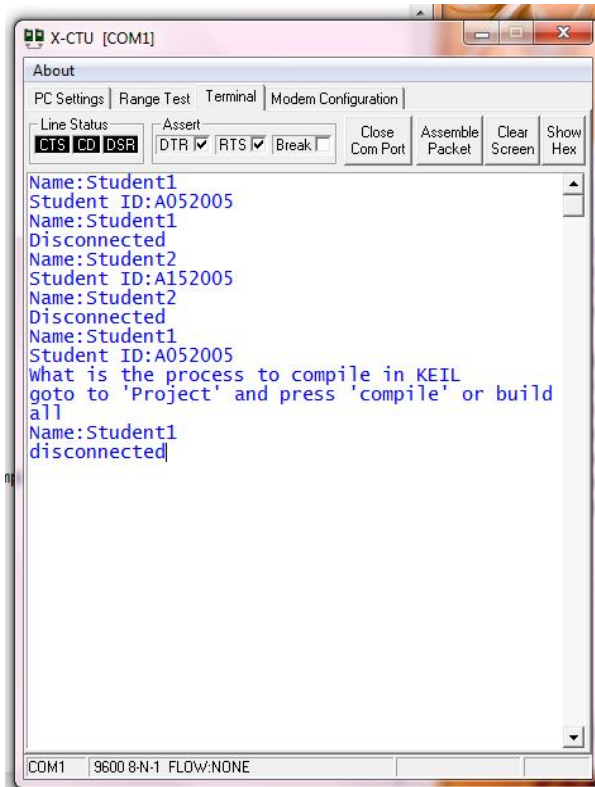 X-CTU [COM1]
About
PC Settings Range Test Terminal Modem Configuration
Line Status Assert
CTS CD DSR DTR RTS Break
Close Com Port Assemble Packet Clear Screen Show Hex
Name:Student1
Student ID:A052005
Name:Student1
Disconnected
Name:Student2
Student ID:A152005
Name:Student2
Disconnected
Name:Student1
Student ID:A052005
What is the process to compile in KEIL
goto to 'Project' and press 'compile' or build
all
Name:Student1
disconnected
COM1 9600 8-N-1 FLOW:NONE